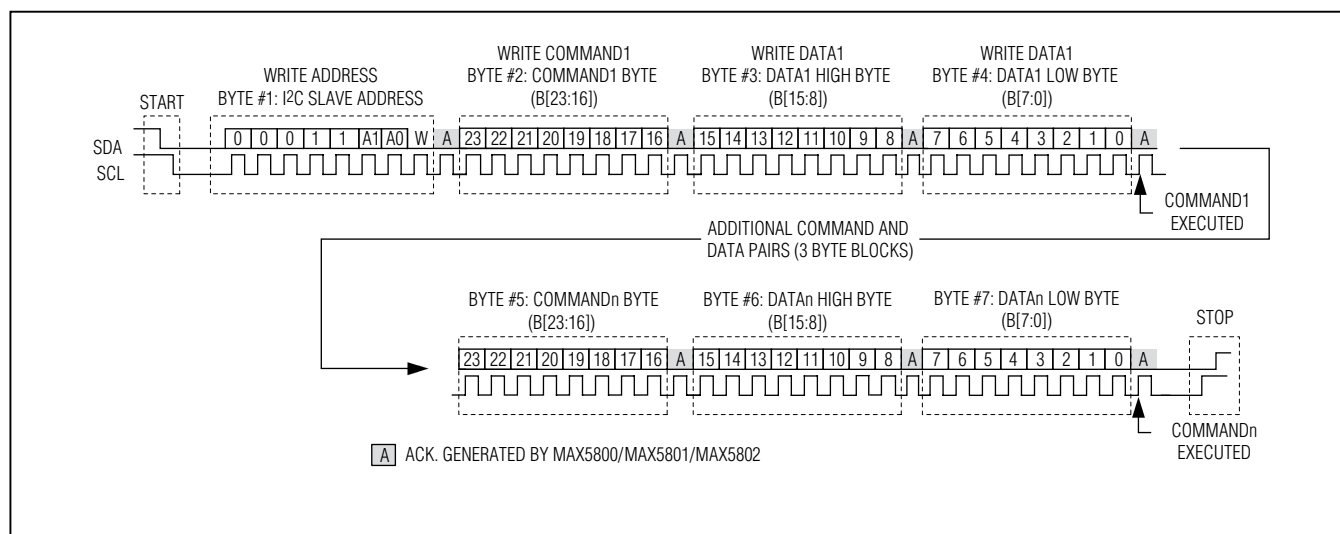 WRITE ADDRESS
BYTE #1: I²C SLAVE ADDRESS
WRITE COMMAND1
BYTE #2: COMMAND1 BYTE
(B[23:16])
WRITE DATA1
BYTE #3: DATA1 HIGH BYTE
(B[15:8])
WRITE DATA1
BYTE #4: DATA1 LOW BYTE
(B[7:0])
START
SDA
SCL
0 0 0 1 1 A1 A0 W A 23 22 21 20 19 18 17 16 A 15 14 13 12 11 10 9 8 A 7 6 5 4 3 2 1 0 A
COMMAND1
EXECUTED
ADDITIONAL COMMAND AND
DATA PAIRS (3 BYTE BLOCKS)
BYTE #5: COMMANDn BYTE
(B[23:16])
BYTE #6: DATAn HIGH BYTE
(B[15:8])
BYTE #7: DATAn LOW BYTE
(B[7:0])
STOP
23 22 21 20 19 18 17 16 A 15 14 13 12 11 10 9 8 A 7 6 5 4 3 2 1 0 A
COMMANDn
EXECUTED
A ACK. GENERATED BY MAX5800/MAX5801/MAX5802